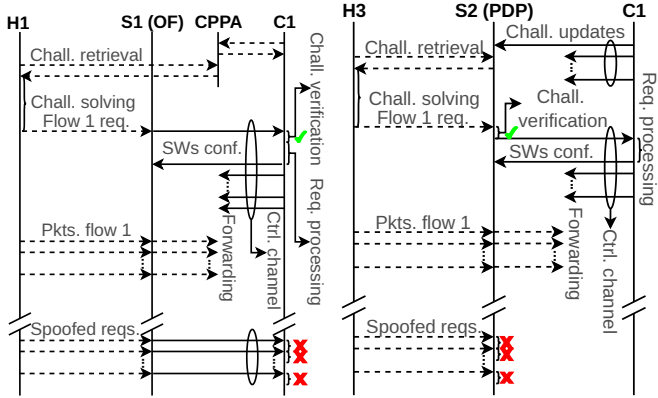 H1
S1 (OF)
CPPA
C1
Chall. retrieval
Chall. solving
Flow 1 req.
SWs conf.
Chall. verification
Req. processing
Forwarding
Ctrl. channel
Pkts. flow 1
Spoofed reqs.
H3
S2 (PDP)
C1
Chall. updates
Chall. retrieval
Chall. solving
Flow 1 req.
Chall.
verification
SWs conf.
Req. processing
Forwarding
Ctrl. channel
Pkts. flow 1
Spoofed reqs.